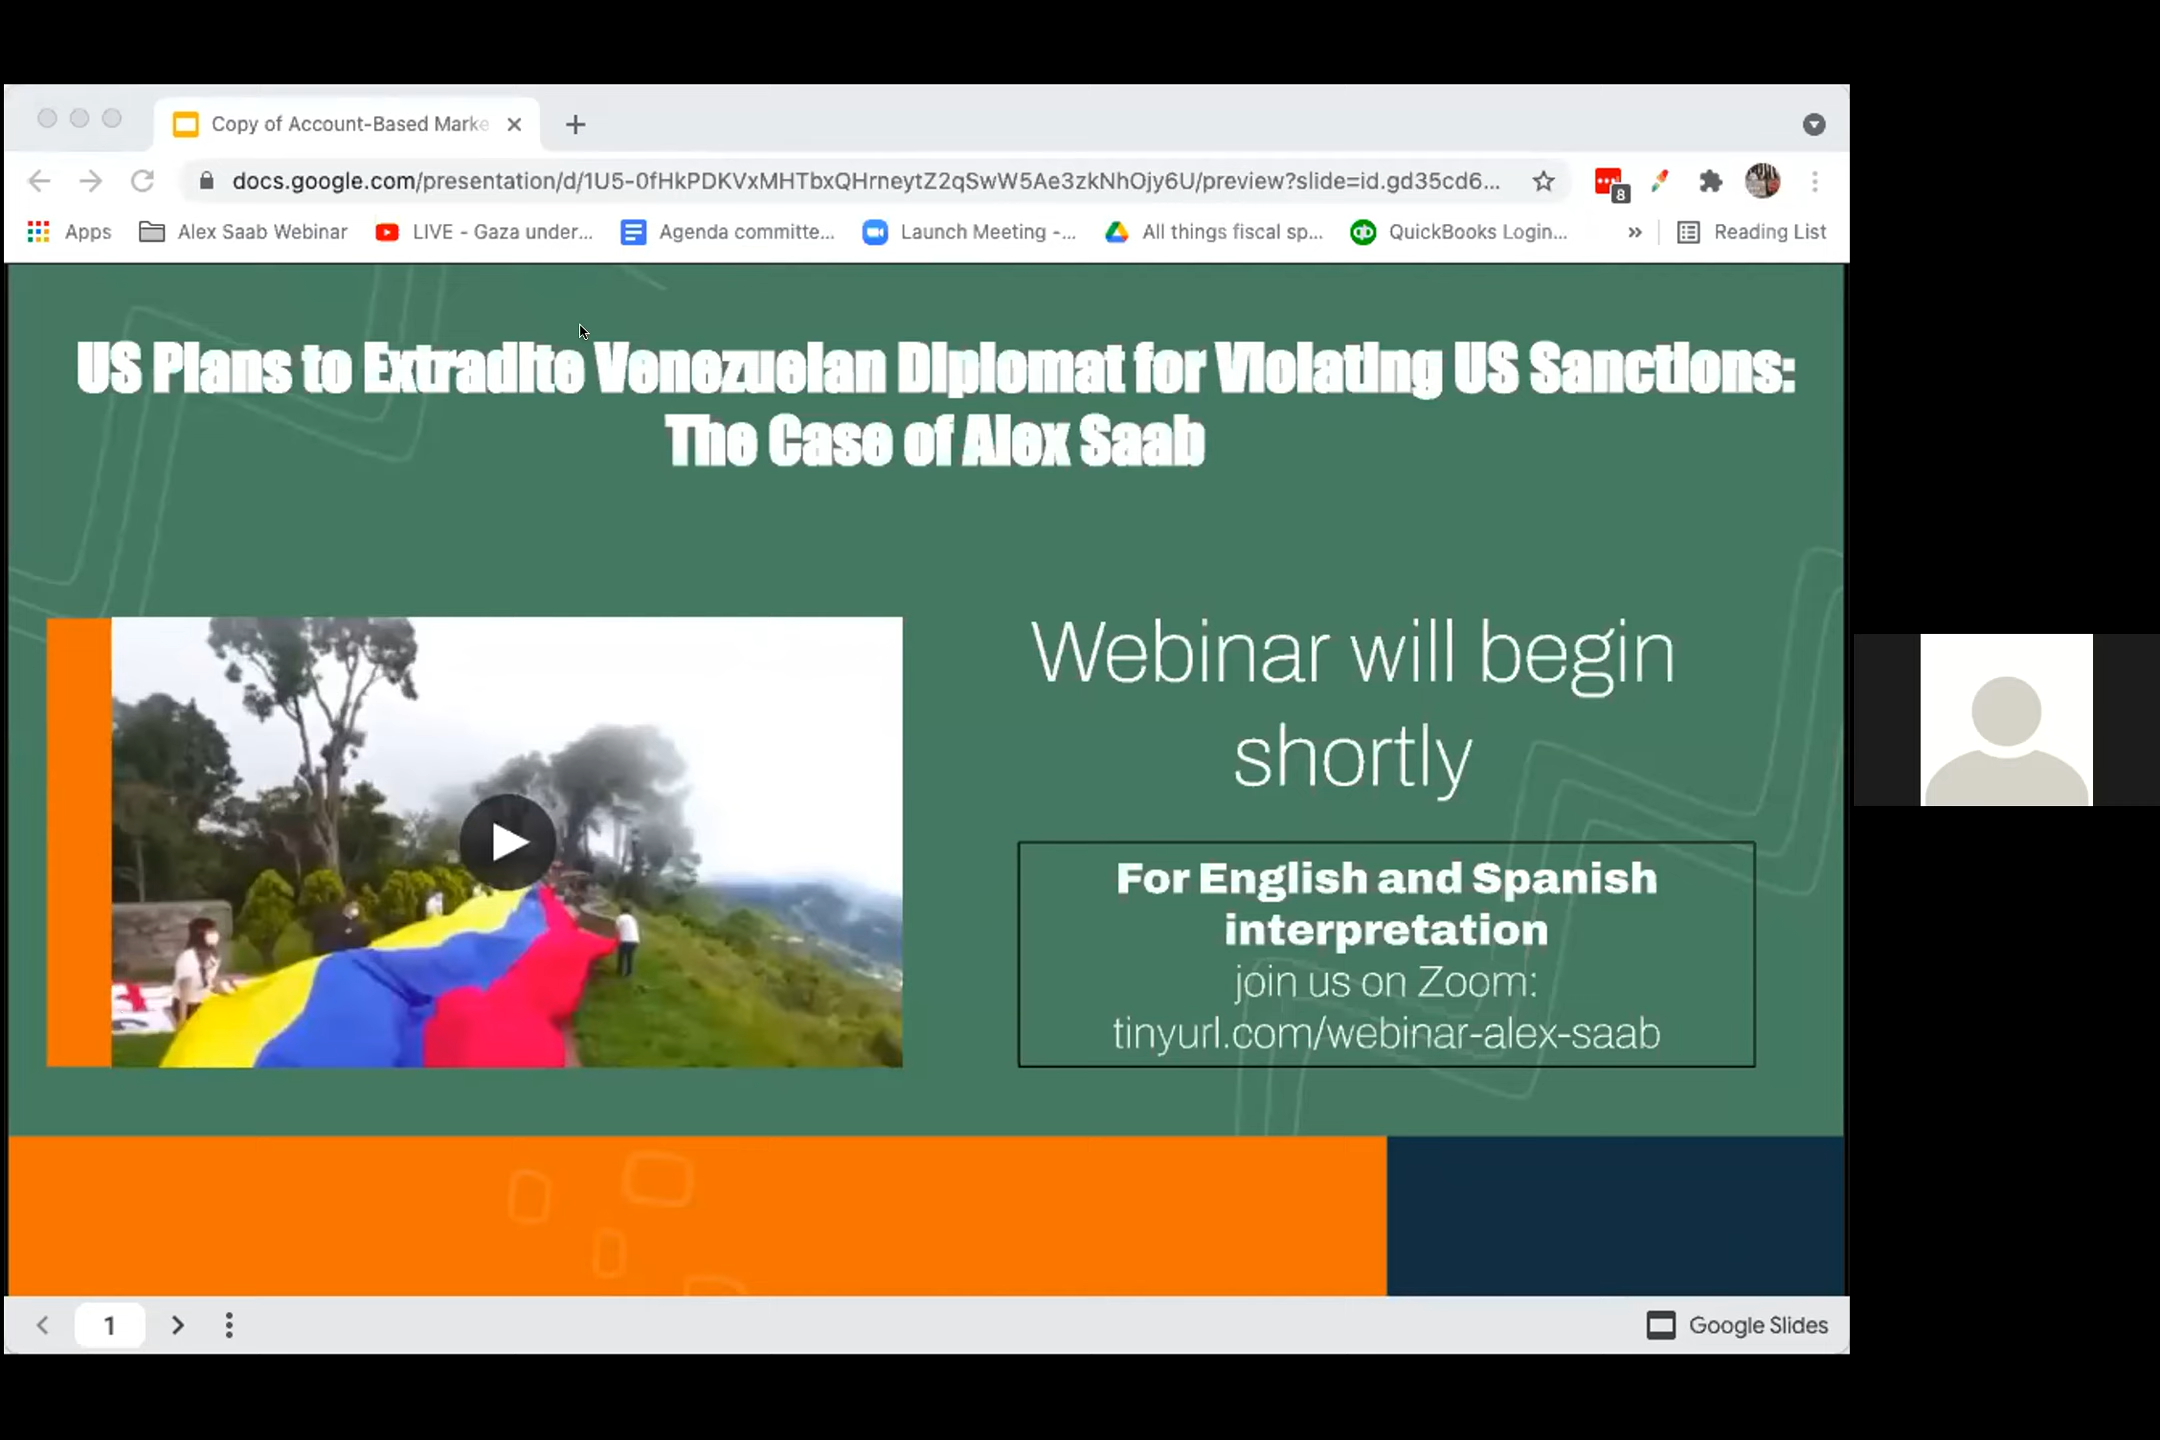 Copy of Account-Based Marke
docs.google.com/presentation/d/1U5-0fHkPDKVxMHTbxQHrneytZ2qSwW5Ae3zkNhOjy6U/preview?slide=id.gd35cd6...
8
Apps
Alex Saab Webinar
LIVE - Gaza under...
Agenda committe...
Launch Meeting -...
All things fiscal sp...
QuickBooks Login...
Reading List
US Plans to Extradite Venezuelan Diplomat for Violating US Sanctions:
The Case of Alex Saab
Webinar will begin
shortly
For English and Spanish
interpretation
join us on Zoom:
tinyurl.com/webinar-alex-saab
1
Google Slides